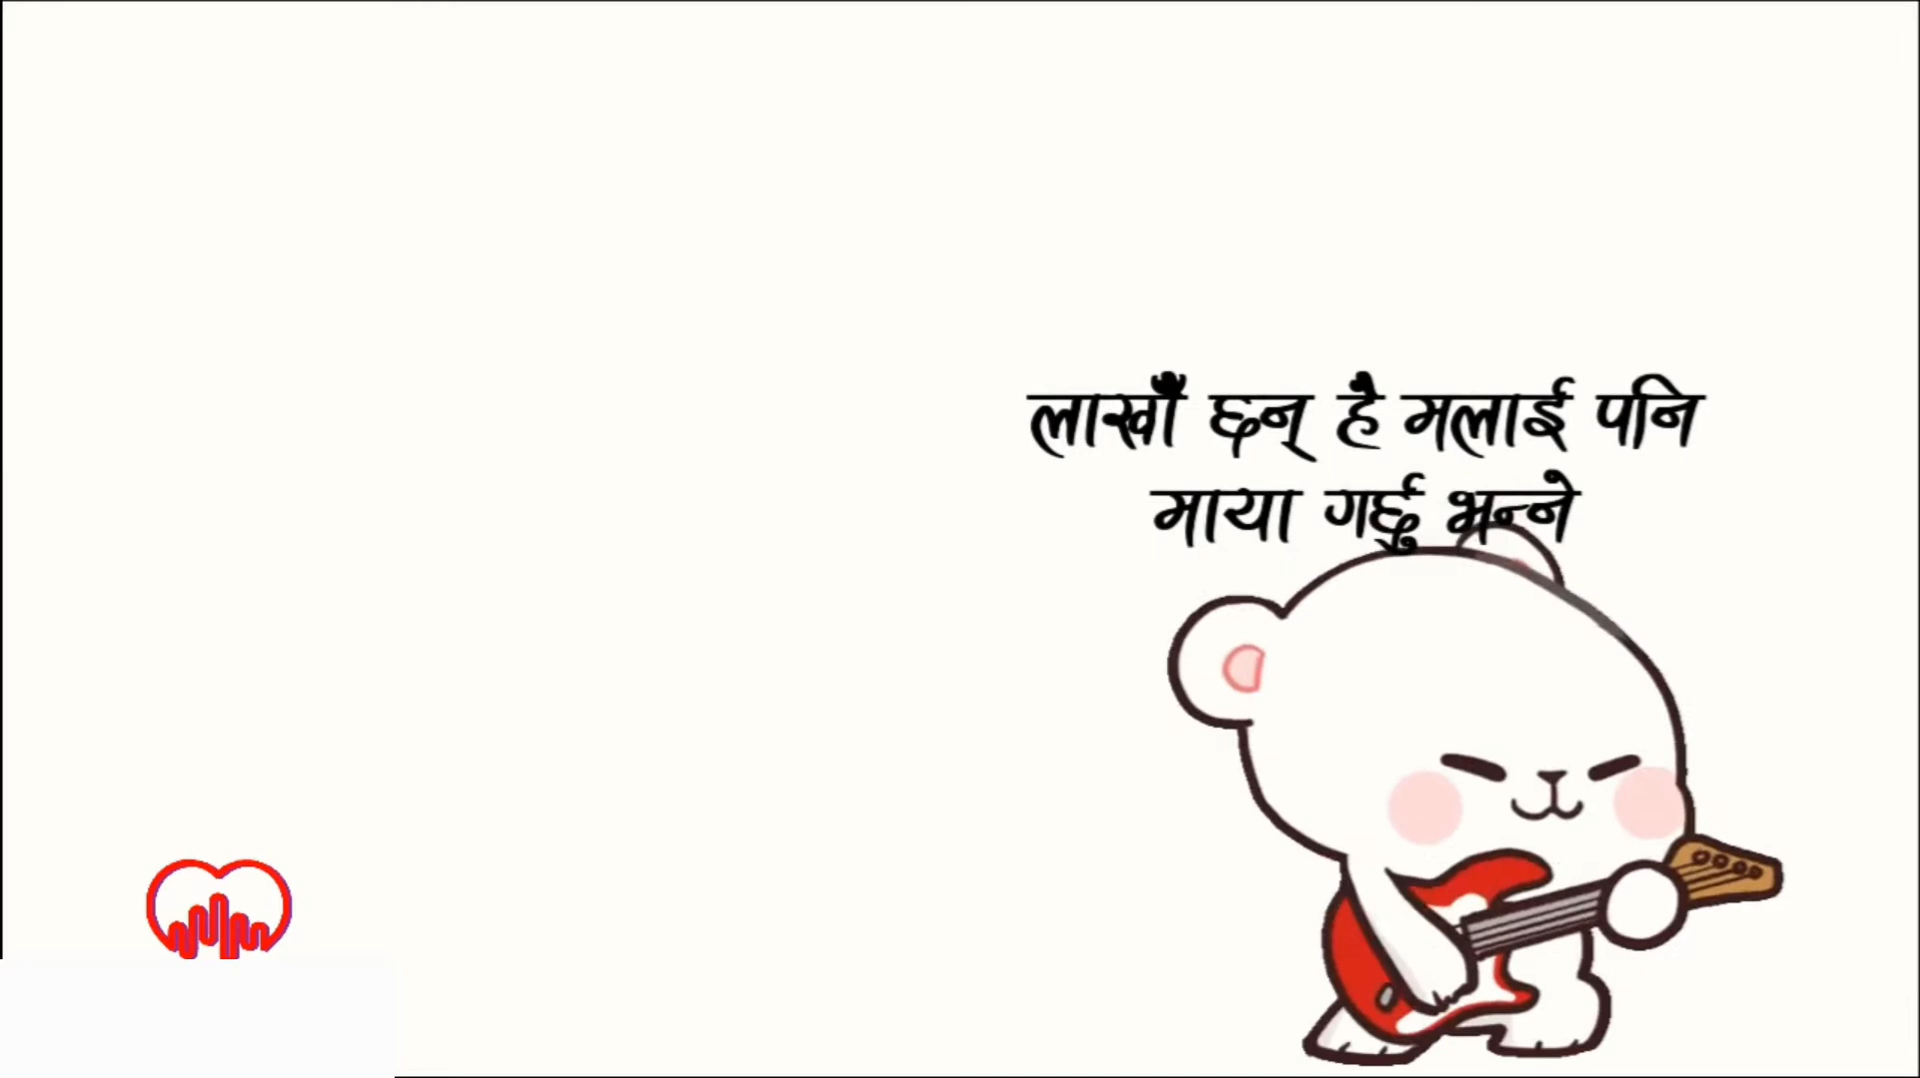 लाखौँ छन् है मलाई पनि
माया गर्छु भन्ने